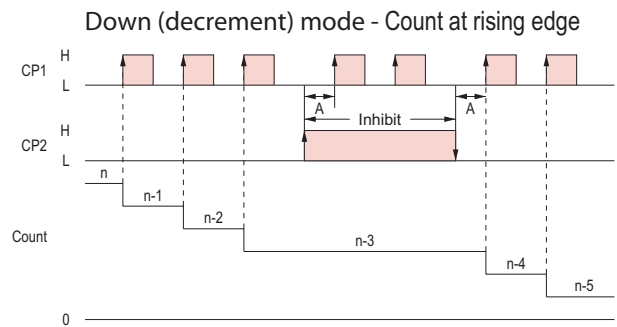 Down (decrement) mode - Count at rising edge
H
CP1
L
A
A
Inhibit
H
CP2
L
n
n-1
n-2
Count
n-3
n-4
n-5
0